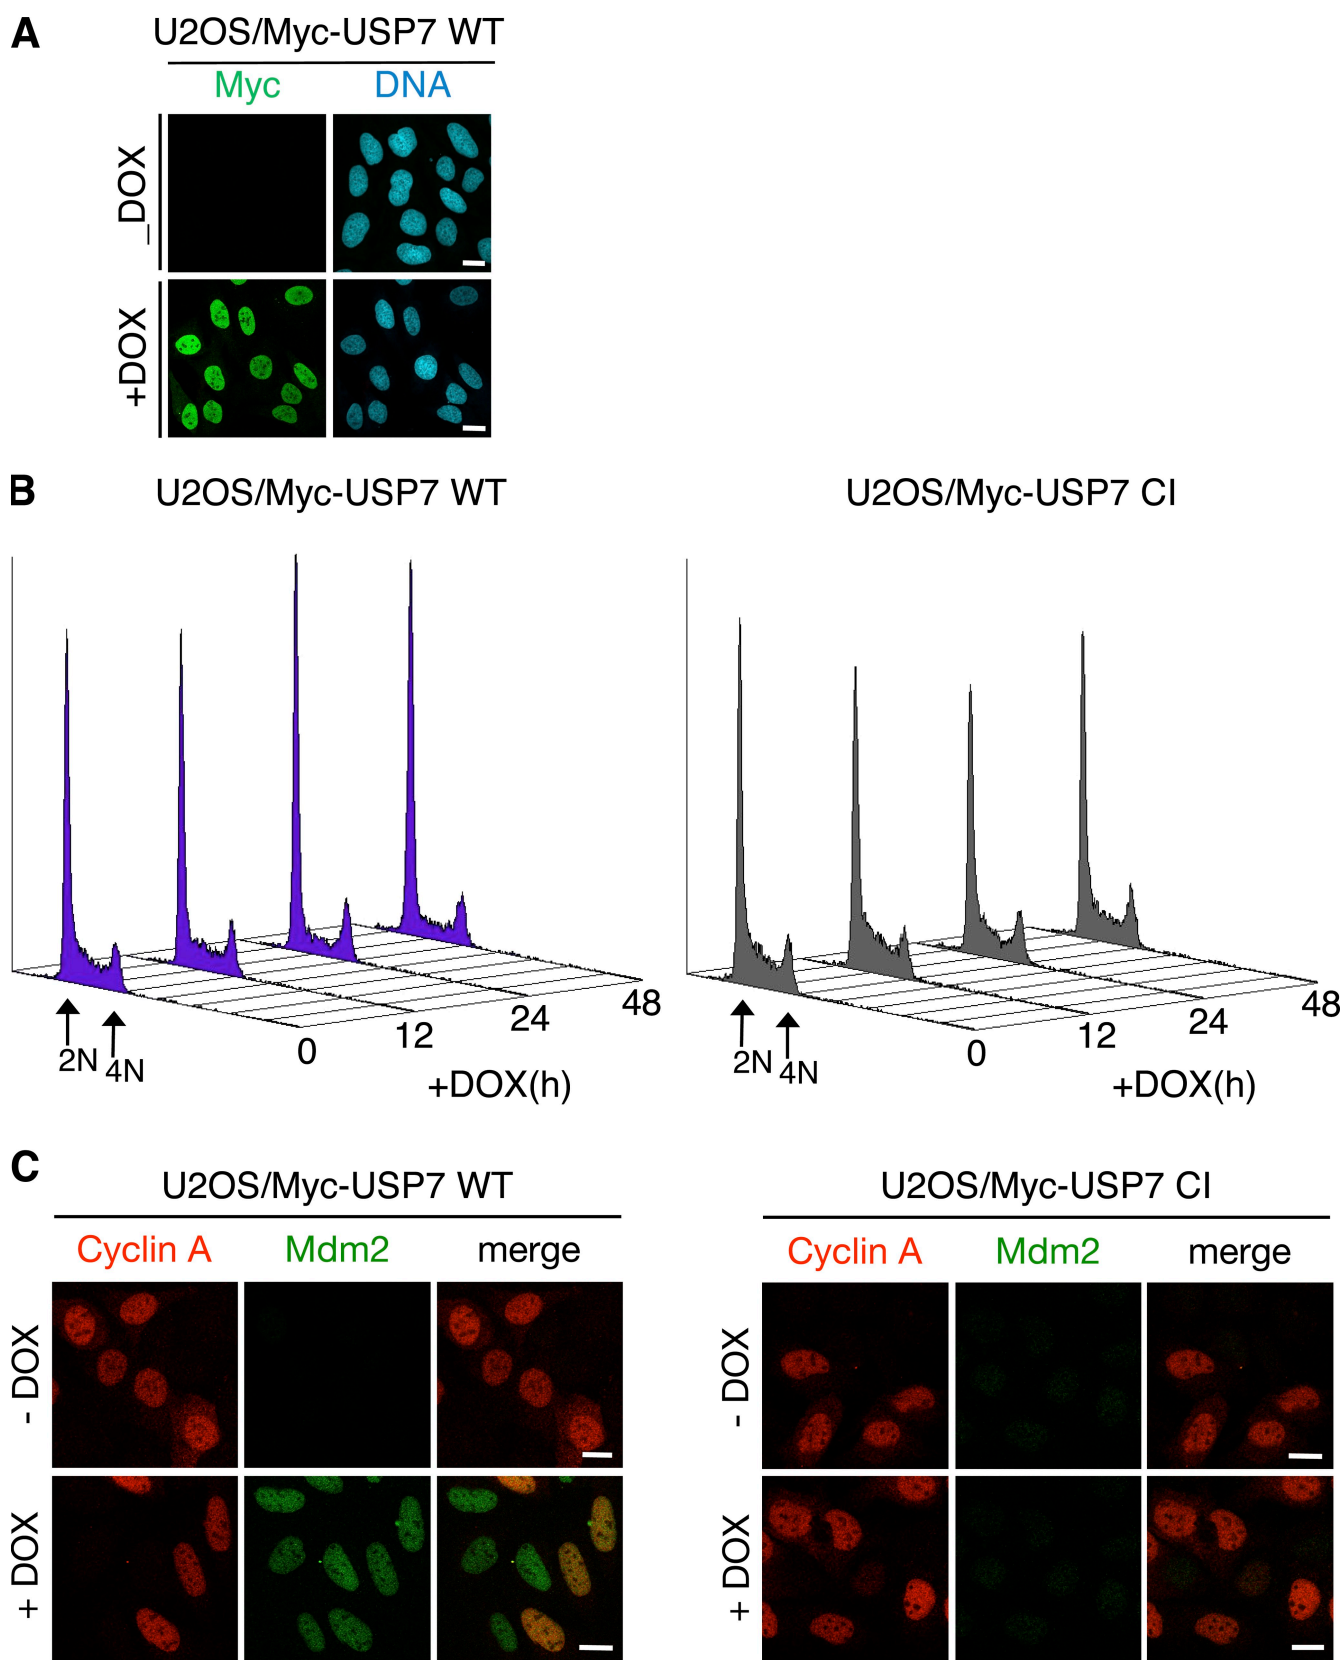 A
U2OS/Myc-USP7 WT
Myc DNA
_DOX
+DOX
B
U2OS/Myc-USP7 WT U2OS/Myc-USP7 CI
2N 4N 0 12 24 48
+DOX(h)
2N 4N 0 12 24 48
+DOX(h)
C
U2OS/Myc-USP7 WT U2OS/Myc-USP7 CI
Cyclin A Mdm2 merge Cyclin A Mdm2 merge
- DOX - DOX
+ DOX + DOX